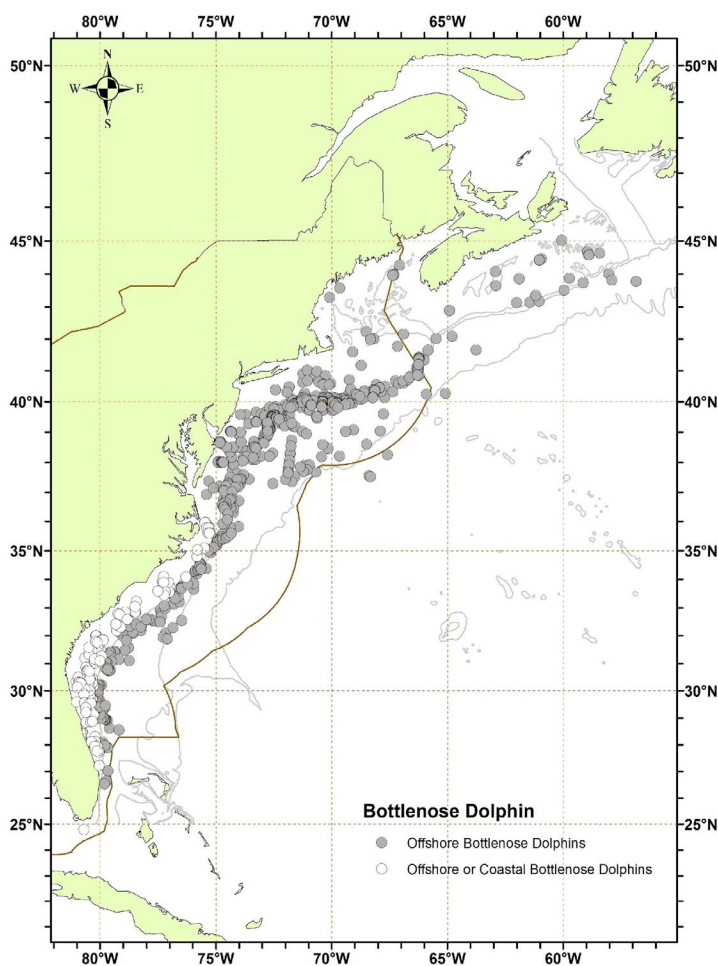 80°W 75°W 70°W 65°W 60°W
50°N 50°N
N
W E
S
45°N 45°N
40°N 40°N
35°N 35°N
30°N 30°N
Bottlenose Dolphin
25°N 25°N
Offshore Bottlenose Dolphins
Offshore or Coastal Bottlenose Dolphins
80°W 75°W 70°W 65°W 60°W